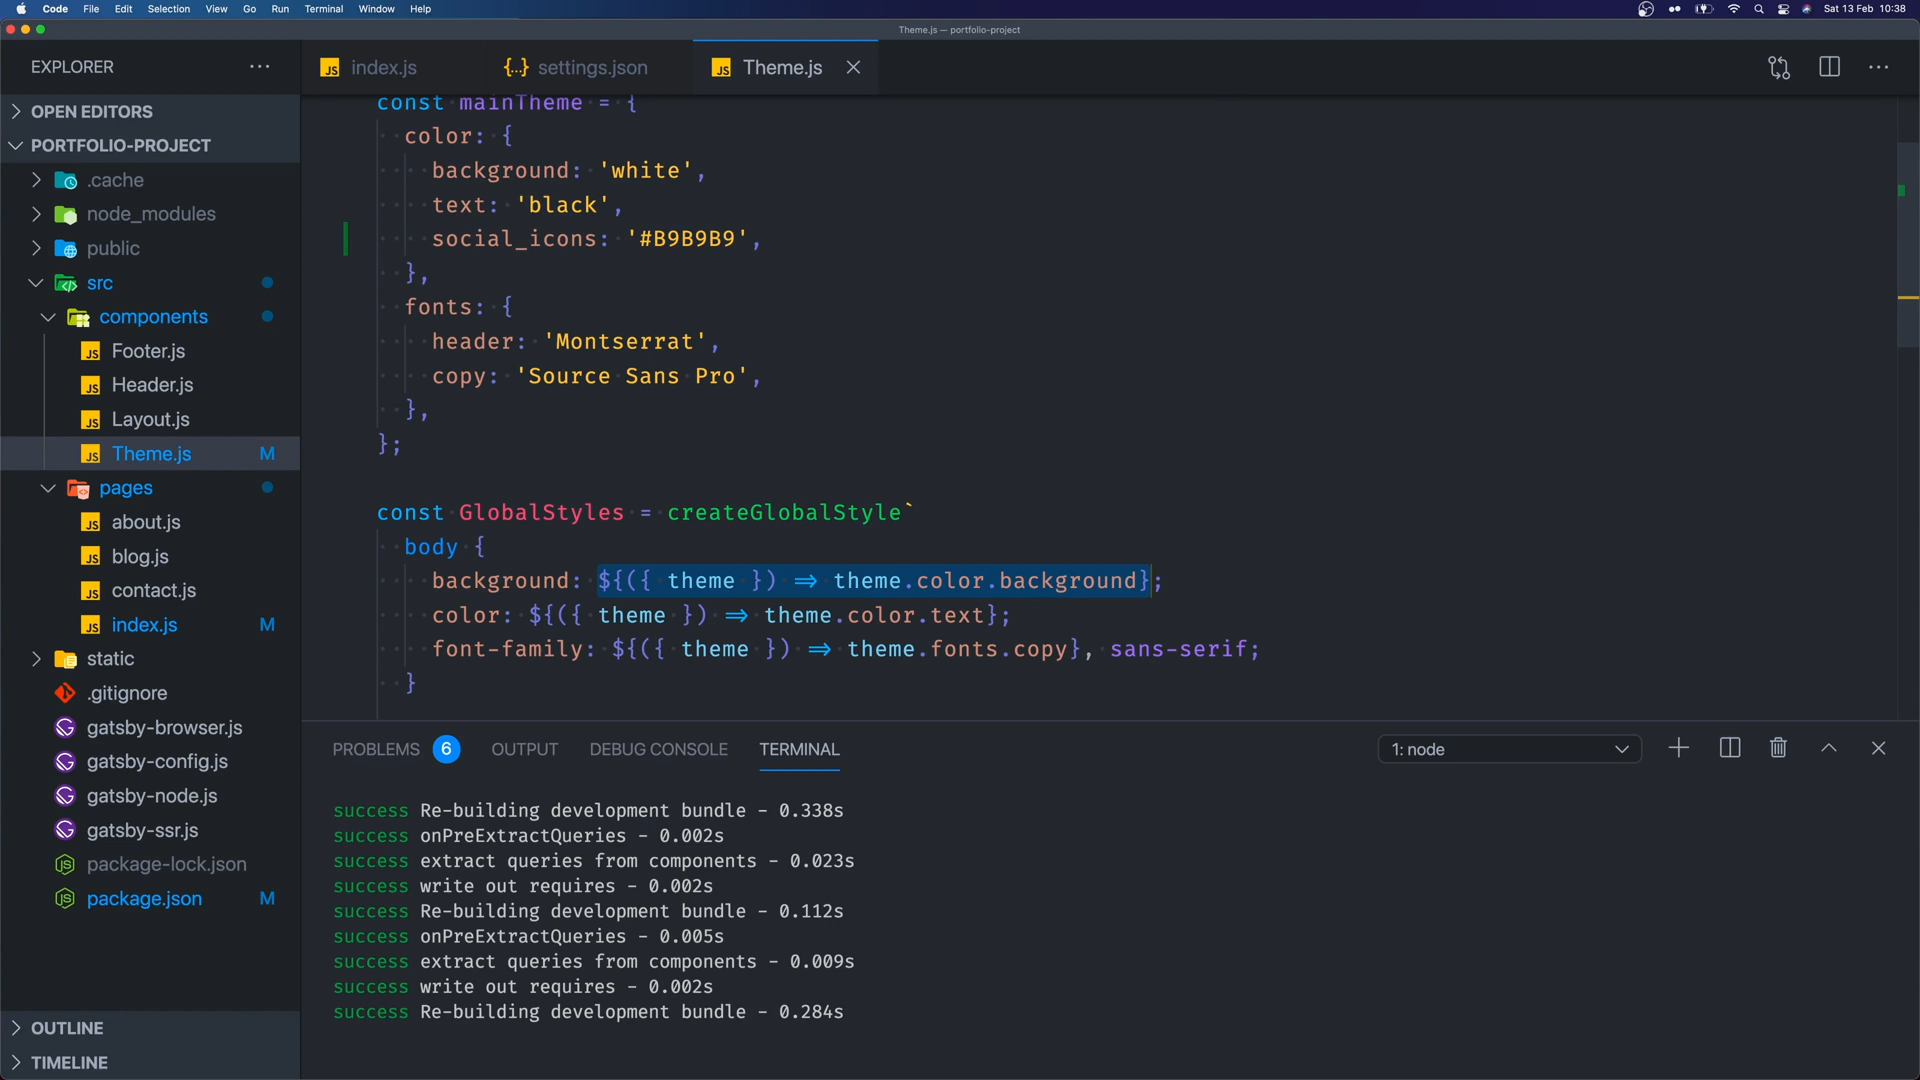 Code File Edit Selection View Go Run Terminal Window Help
Sat 13 Feb 10:38
Theme.js — portfolio-project
EXPLORER
OPEN EDITORS
PORTFOLIO-PROJECT
.cache
node_modules
public
src
components
Footer.js
Header.js
Layout.js
Theme.js M
pages
about.js
blog.js
contact.js
index.js M
static
.gitignore
gatsby-browser.js
gatsby-config.js
gatsby-node.js
gatsby-ssr.js
package-lock.json
package.json M
OUTLINE
TIMELINE
JS index.js
{..} settings.json
JS Theme.js
const mainTheme = {
color: {
background: 'white',
text: 'black',
social_icons: '#B9B9B9',
},
fonts: {
header: 'Montserrat',
copy: 'Source Sans Pro',
},
};
const GlobalStyles = createGlobalStyle`
body {
background: ${({ theme }) => theme.color.background};
color: ${({ theme }) => theme.color.text};
font-family: ${({ theme }) => theme.fonts.copy}, sans-serif;
}
PROBLEMS 6 OUTPUT DEBUG CONSOLE TERMINAL
1: node
success Re-building development bundle - 0.338s
success onPreExtractQueries - 0.002s
success extract queries from components - 0.023s
success write out requires - 0.002s
success Re-building development bundle - 0.112s
success onPreExtractQueries - 0.005s
success extract queries from components - 0.009s
success write out requires - 0.002s
success Re-building development bundle - 0.284s